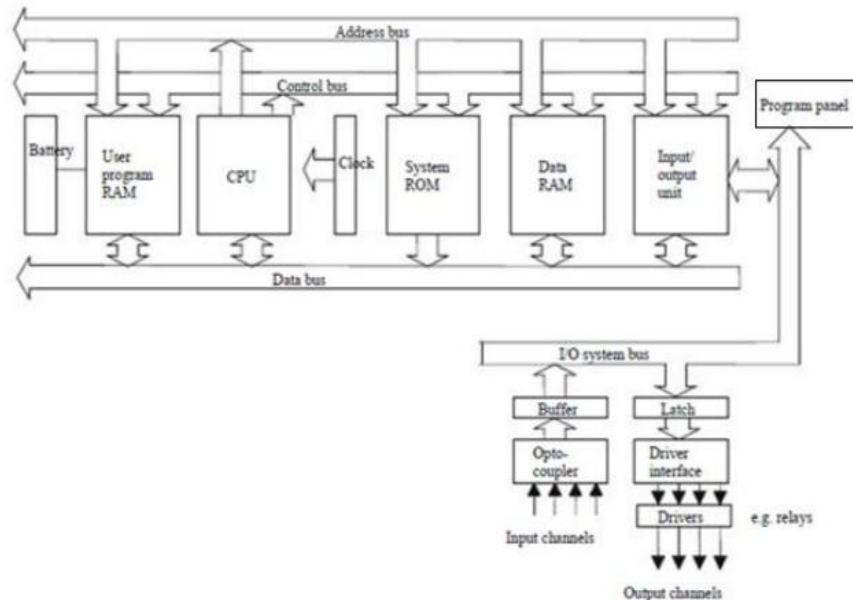 Address bus
Control bus
Program panel
Battery
User
program
RAM
CPU
Clock
System
ROM
Data
RAM
Input/
output
unit
Data bus
I/O system bus
Buffer
Latch
Opto-
coupler
Driver
interface
Drivers
e.g. relays
Input channels
Output channels